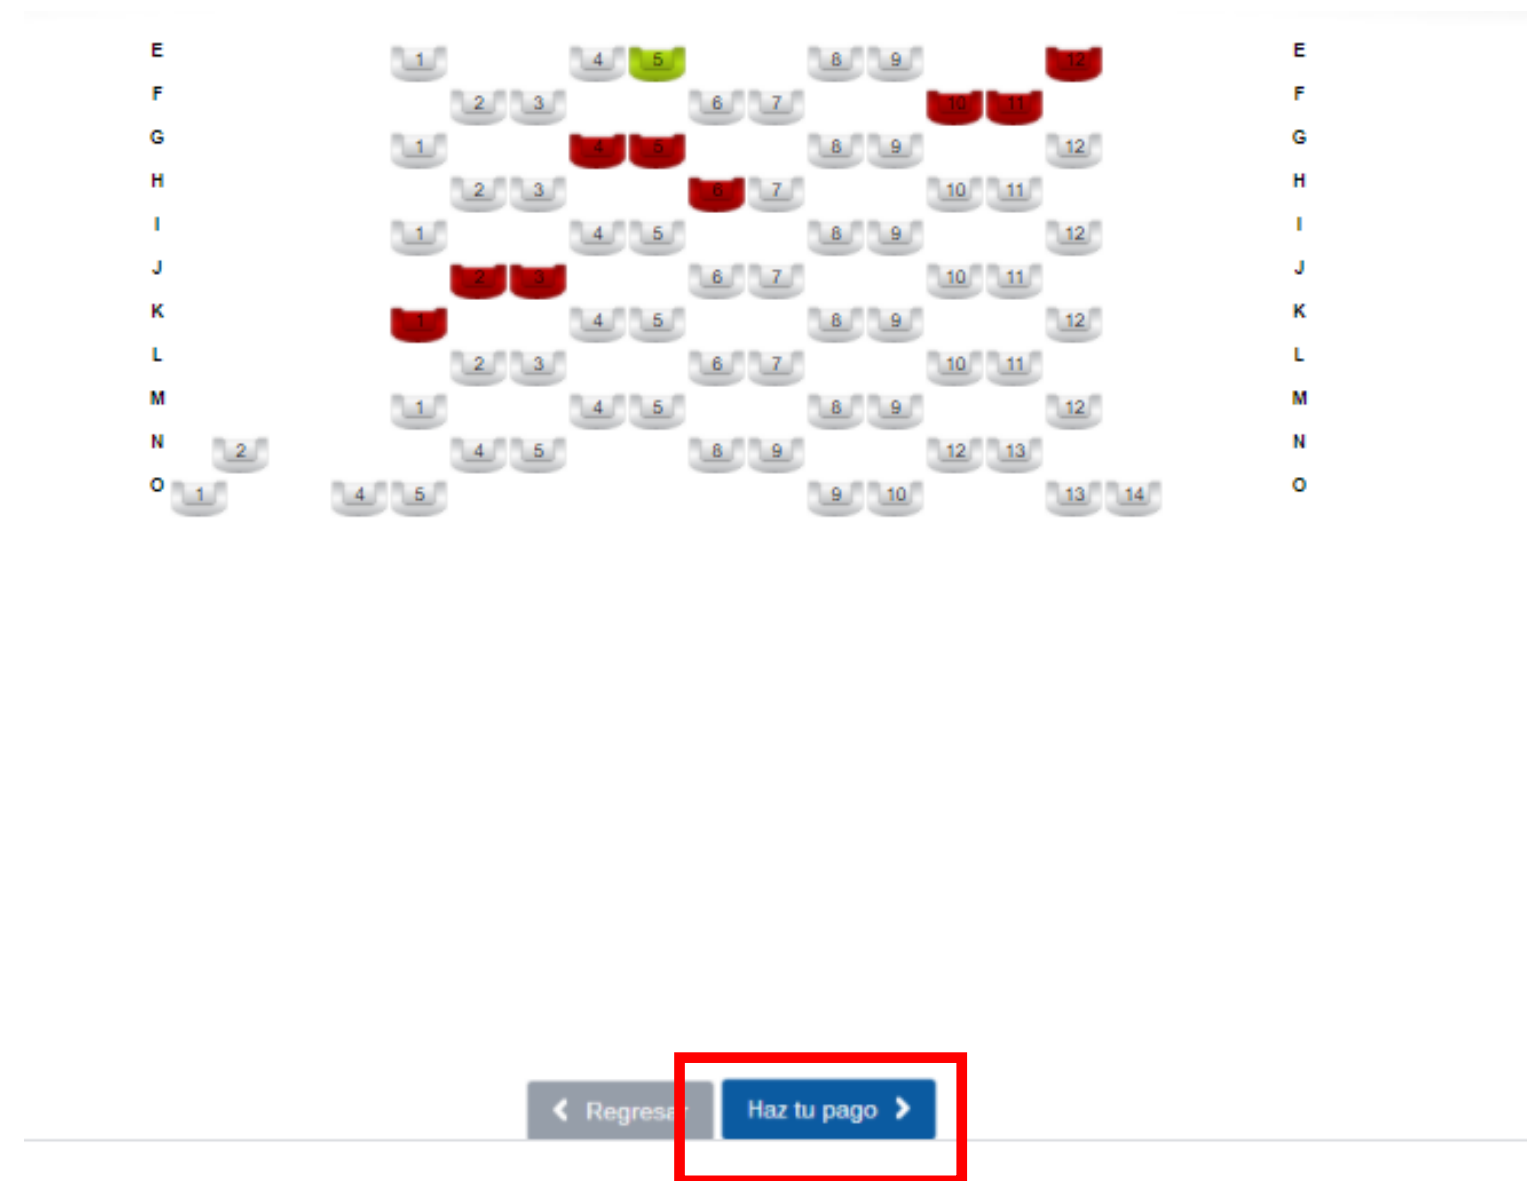 E 1 4 5 8 9 12 E
F 2 3 6 7 10 11 F
G 1 4 5 8 9 12 G
H 2 3 6 7 10 11 H
I 1 4 5 8 9 12 I
J 2 3 6 7 10 11 J
K 1 4 5 8 9 12 K
L 2 3 6 7 10 11 L
M 1 4 5 8 9 12 M
N 2 4 5 8 9 12 13 N
O 1 4 5 9 10 13 14 O
Regresar Haz tu pago